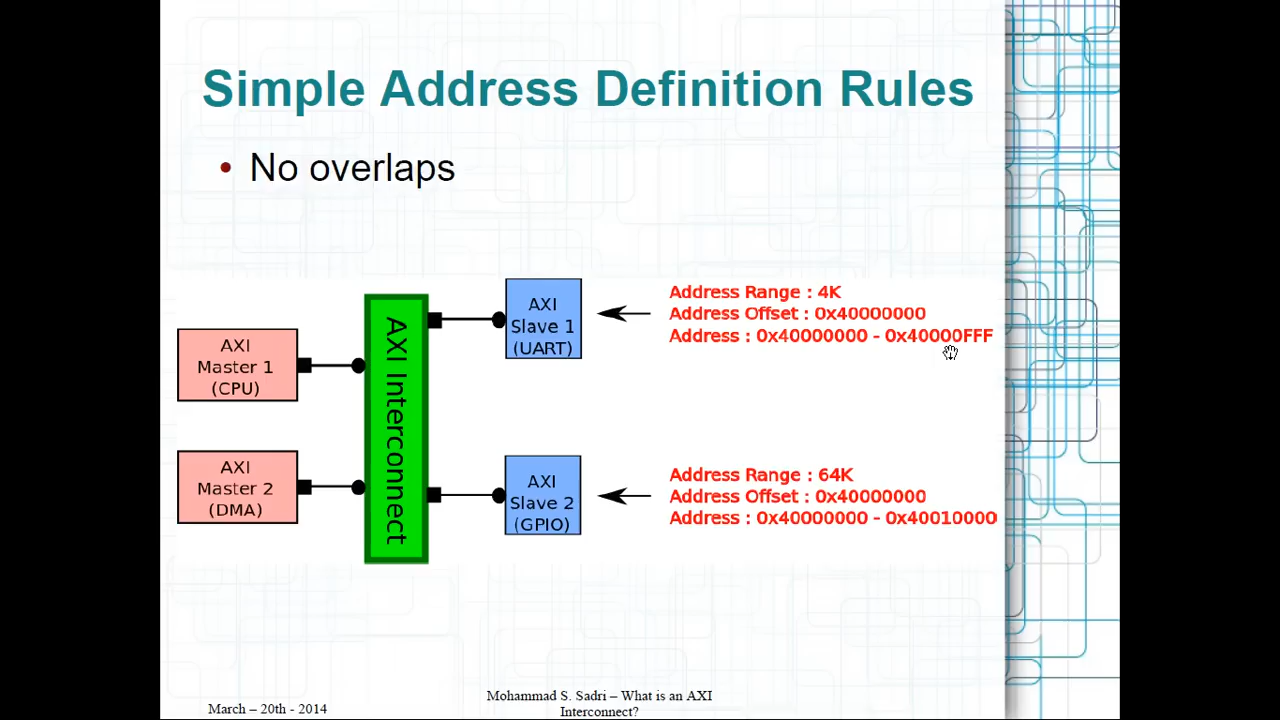 Simple Address Definition Rules
• No overlaps
AXI
Master 1
(CPU)
AXI
Master 2
(DMA)
AXI Interconnect
AXI
Slave 1
(UART)
Address Range : 4K
Address Offset : 0x40000000
Address : 0x40000000 - 0x40000FFF
AXI
Slave 2
(GPIO)
Address Range : 64K
Address Offset : 0x40000000
Address : 0x40000000 - 0x40010000
March – 20th - 2014
Mohammad S. Sadri – What is an AXI
Interconnect?